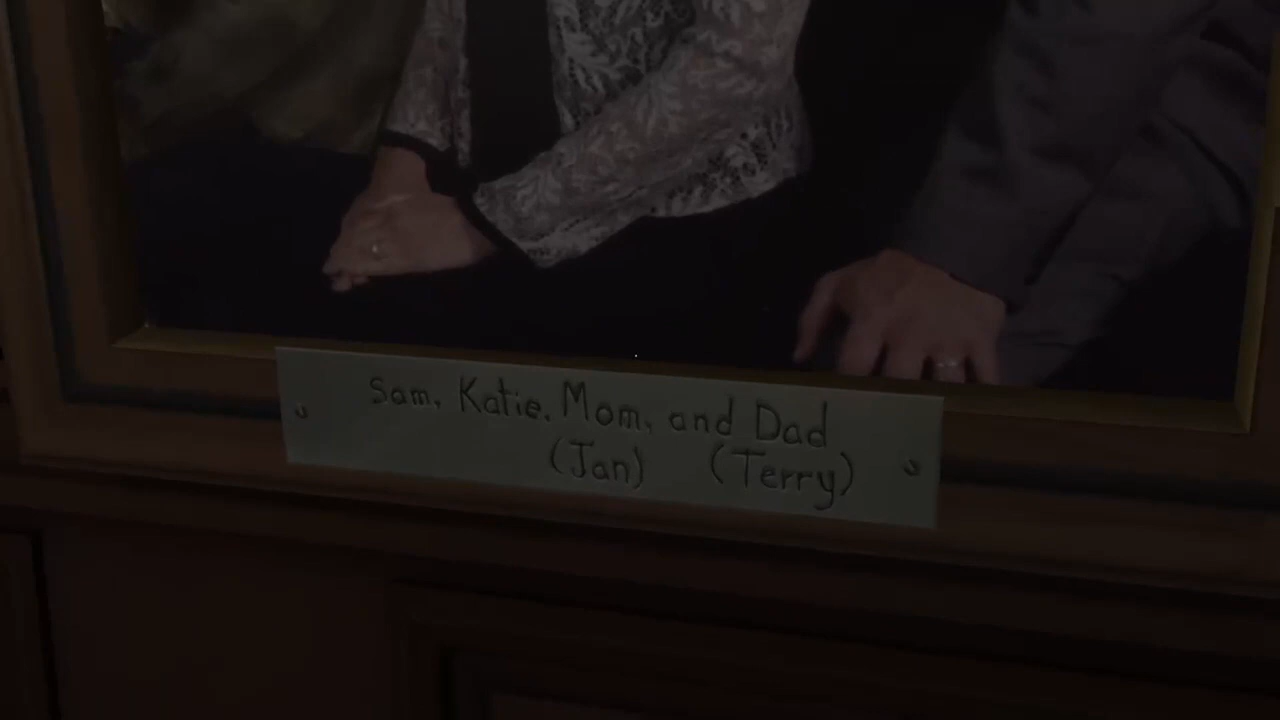 Sam, Katie, Mom, and Dad
(Jan) (Terry)